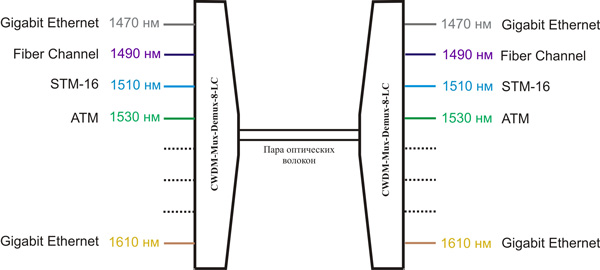 Gigabit Ethernet 1470 нм
Fiber Channel 1490 нм
STM-16 1510 нм
ATM 1530 нм
Gigabit Ethernet 1610 нм
CWDM-Mux-Demux-8-LC
Пара оптических
волокон
CWDM-Mux-Demux-8-LC
1470 нм Gigabit Ethernet
1490 нм Fiber Channel
1510 нм STM-16
1530 нм ATM
1610 нм Gigabit Ethernet